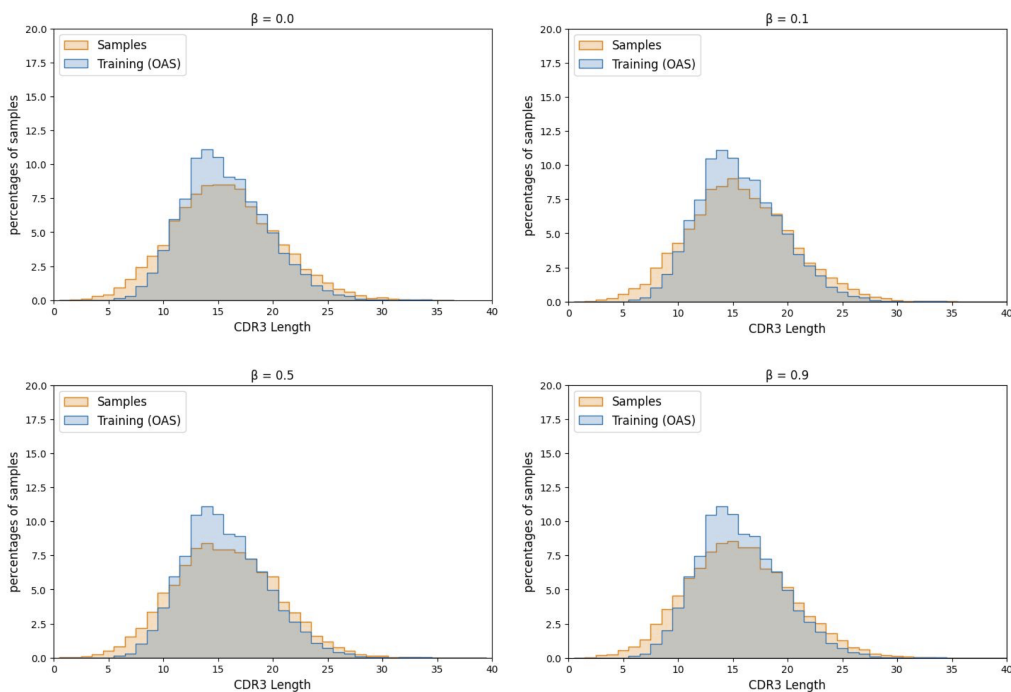 β = 0.0
20.0
17.5
15.0
12.5
10.0
7.5
5.0
2.5
0.0
percentages of samples
Samples
Training (OAS)
0 5 10 15 20 25 30 35 40
CDR3 Length
β = 0.1
20.0
17.5
15.0
12.5
10.0
7.5
5.0
2.5
0.0
percentages of samples
Samples
Training (OAS)
0 5 10 15 20 25 30 35 40
CDR3 Length
β = 0.5
20.0
17.5
15.0
12.5
10.0
7.5
5.0
2.5
0.0
percentages of samples
Samples
Training (OAS)
0 5 10 15 20 25 30 35 40
CDR3 Length
β = 0.9
20.0
17.5
15.0
12.5
10.0
7.5
5.0
2.5
0.0
percentages of samples
Samples
Training (OAS)
0 5 10 15 20 25 30 35 40
CDR3 Length